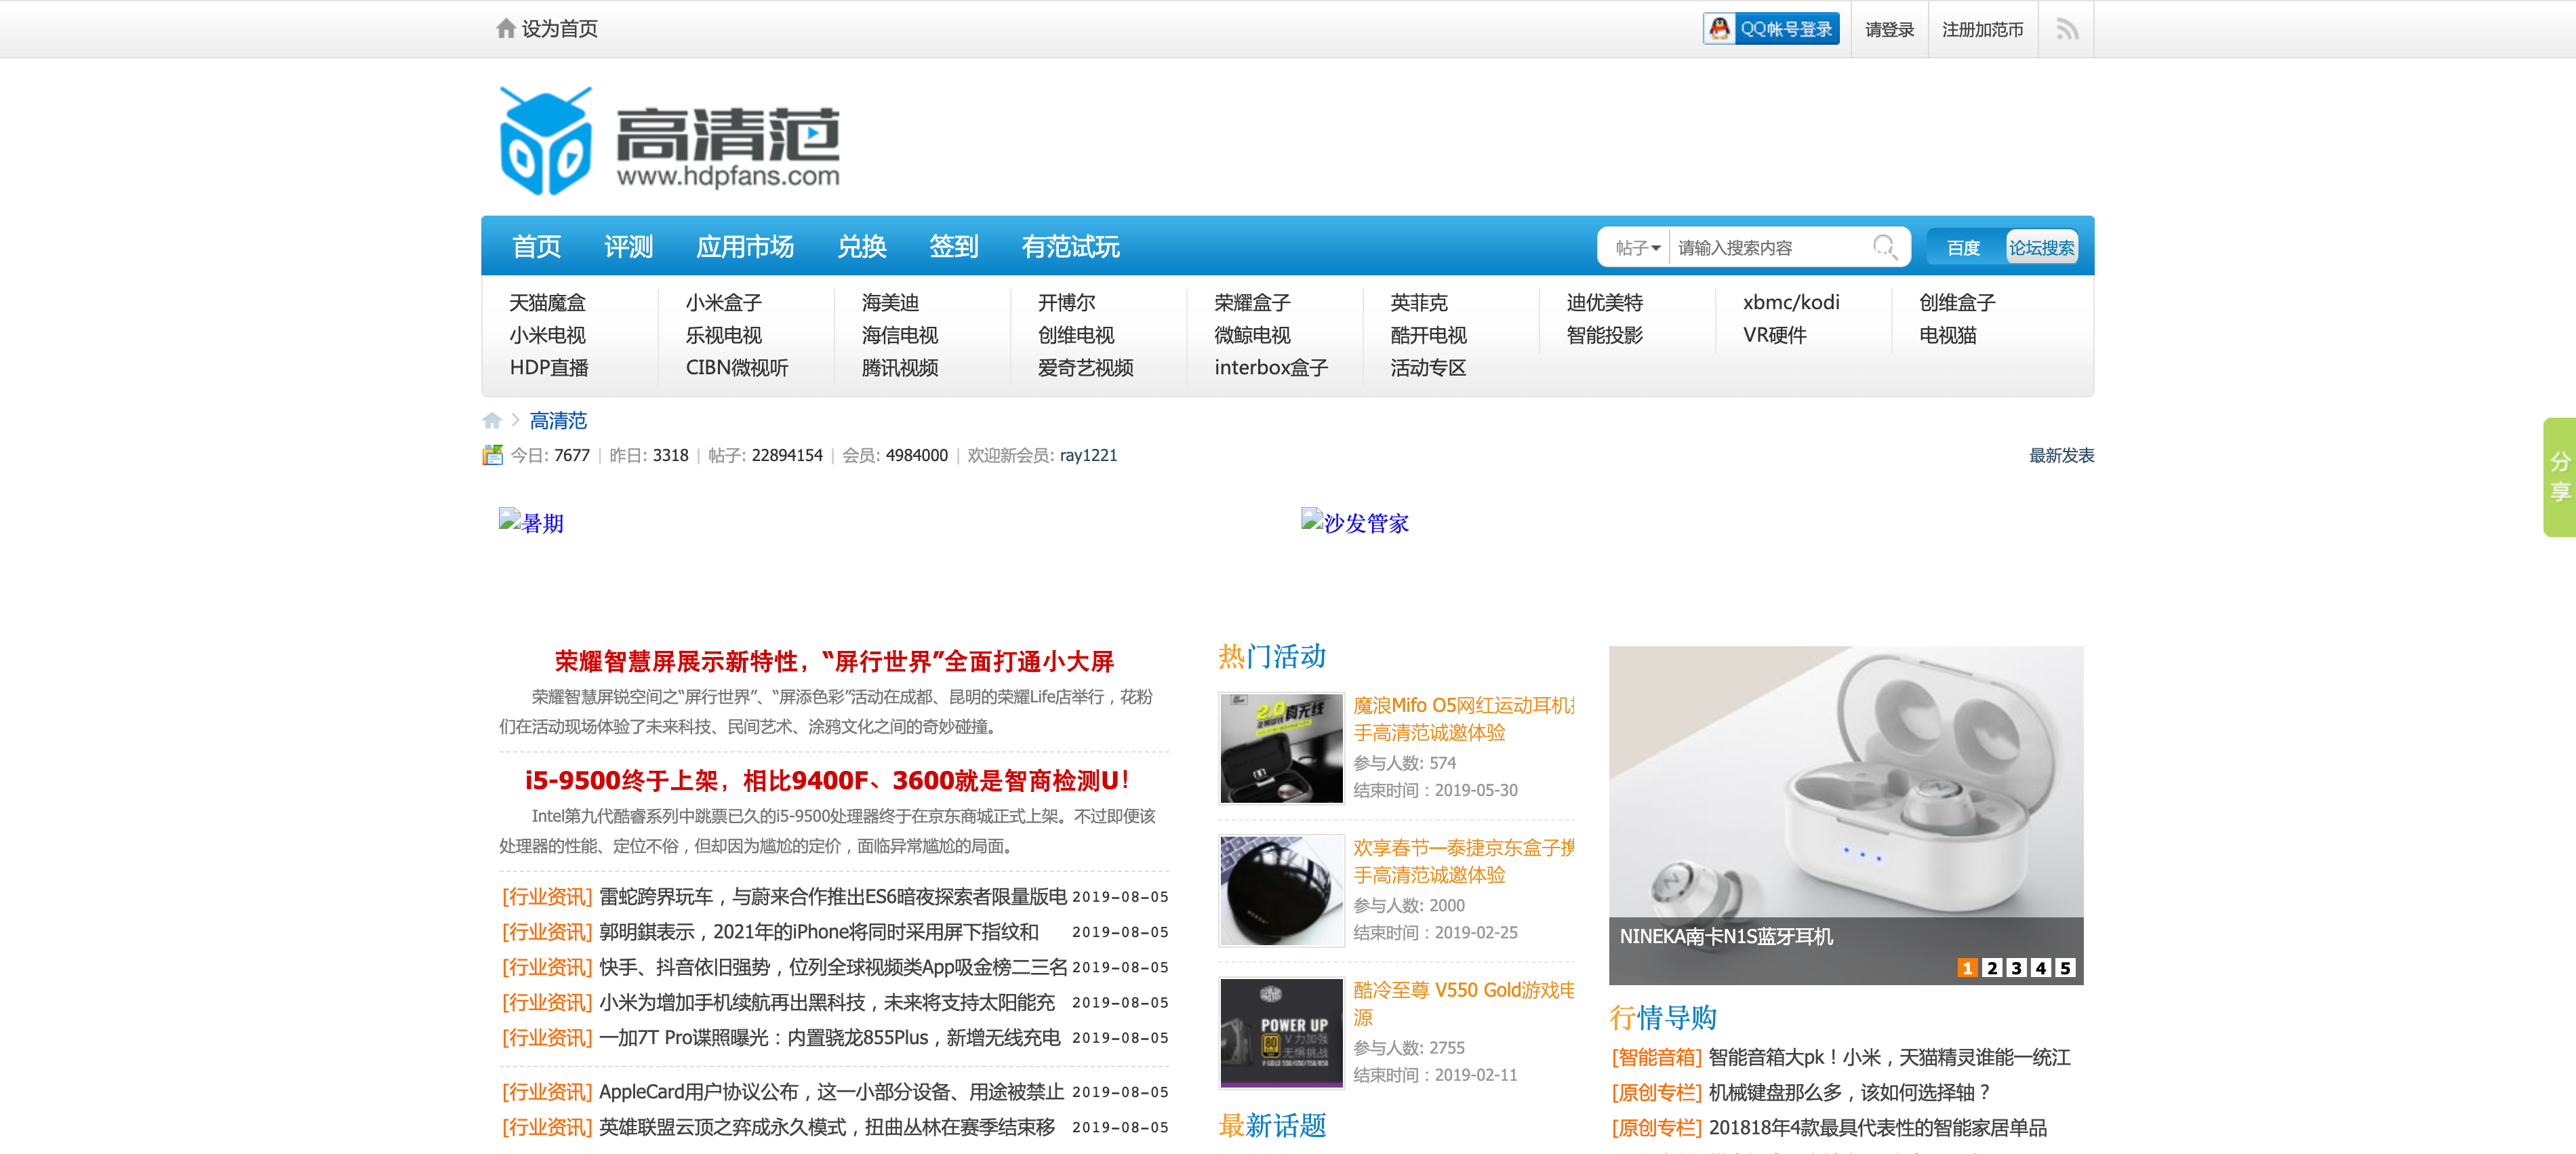 设为首页
QQ帐号登录
请登录
注册加范币
高清范
www.hdpfans.com
首页 评测 应用市场 兑换 签到 有范试玩
帖子 请输入搜索内容
百度 论坛搜索
天猫魔盒 小米盒子 海美迪 开博尔 荣耀盒子 英菲克 迪优美特 xbmc/kodi 创维盒子
小米电视 乐视电视 海信电视 创维电视 微鲸电视 酷开电视 智能投影 VR硬件 电视猫
HDP直播 CIBN微视听 腾讯视频 爱奇艺视频 interbox盒子 活动专区
高清范
今日: 7677 | 昨日: 3318 | 帖子: 22894154 | 会员: 4984000 | 欢迎新会员: ray1221
最新发表
分享
暑期
沙发管家
荣耀智慧屏展示新特性，“屏行世界”全面打通小大屏
荣耀智慧屏锐空间之“屏行世界”、“屏添色彩”活动在成都、昆明的荣耀Life店举行，花粉
们在活动现场体验了未来科技、民间艺术、涂鸦文化之间的奇妙碰撞。
i5-9500终于上架，相比9400F、3600就是智商检测U！
Intel第九代酷睿系列中跳票已久的i5-9500处理器终于在京东商城正式上架。不过即便该
处理器的性能、定位不俗，但却因为尴尬的定价，面临异常尴尬的局面。
[行业资讯] 雷蛇跨界玩车，与蔚来合作推出ES6暗夜探索者限量版电 2019-08-05
[行业资讯] 郭明錤表示，2021年的iPhone将同时采用屏下指纹和 2019-08-05
[行业资讯] 快手、抖音依旧强势，位列全球视频类App吸金榜二三名 2019-08-05
[行业资讯] 小米为增加手机续航再出黑科技，未来将支持太阳能充 2019-08-05
[行业资讯] 一加7T Pro谍照曝光：内置骁龙855Plus，新增无线充电 2019-08-05
[行业资讯] AppleCard用户协议公布，这一小部分设备、用途被禁止 2019-08-05
[行业资讯] 英雄联盟云顶之弈成永久模式，扭曲丛林在赛季结束移 2019-08-05
热门活动
2.0 真无线
魔浪Mifo O5网红运动耳机携
手高清范诚邀体验
参与人数: 574
结束时间：2019-05-30
欢享春节—泰捷京东盒子携
手高清范诚邀体验
参与人数: 2000
结束时间：2019-02-25
POWER UP
V 力加强
无惧挑战
酷冷至尊 V550 Gold游戏电
源
参与人数: 2755
结束时间：2019-02-11
最新话题
NINEKA南卡N1S蓝牙耳机
1 2 3 4 5
行情导购
[智能音箱] 智能音箱大pk！小米，天猫精灵谁能一统江
[原创专栏] 机械键盘那么多，该如何选择轴？
[原创专栏] 201818年4款最具代表性的智能家居单品